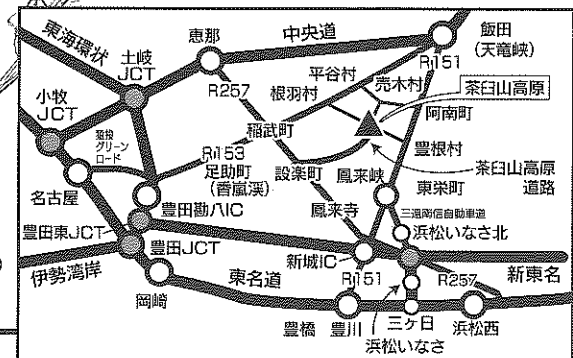 東海環状
土岐
JCT
恵那
中央道
飯田
(天竜峡)
R151
小牧
JCT
R257
平谷村
売木村
根羽村
茶臼山高原
阿南町
猿投
グリーン
ロード
稲武町
R153
足助町
(香嵐渓)
設楽町
豊根村
茶臼山高原
道路
名古屋
鳳来峡
東栄町
豊田勘八IC
鳳来寺
三遠南信自動車道
浜松いなさ北
豊田東JCT
豊田JCT
新城IC
伊勢湾岸
東名道
R151
R257
新東名
岡崎
豊橋
豊川
三ヶ日
浜松西
浜松いなさ